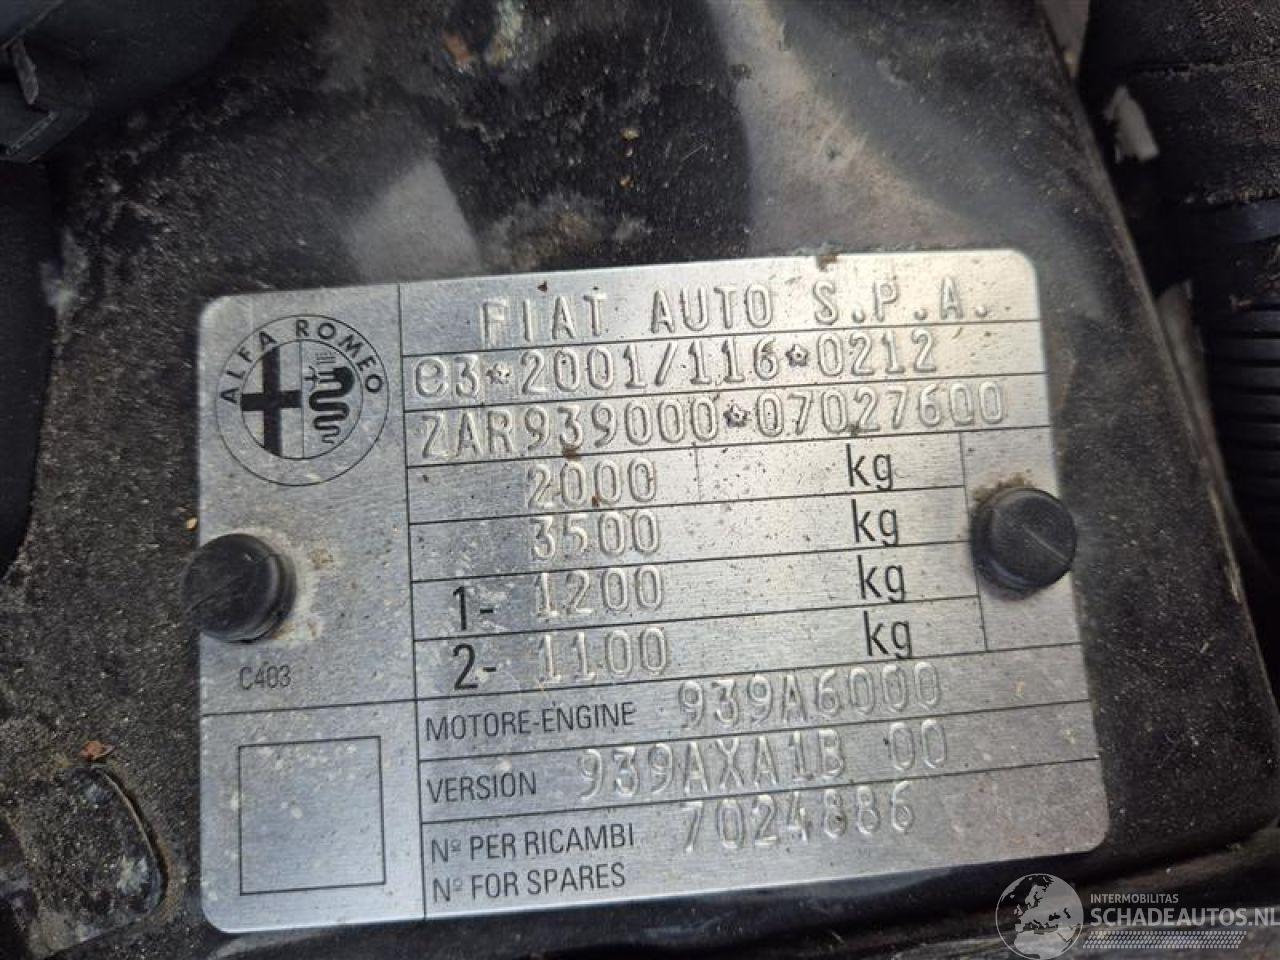 ALFA ROMEO
FIAT AUTO S.P.A.
e3*2001/116*0212
ZAR939000*07027600
2000 kg
3500 kg
1- 1200 kg
2- 1100 kg
C403
MOTORE-ENGINE 939A6000
VERSION 939AXA1B 00
Nº PER RICAMBI 7024886
Nº FOR SPARES
INTERMOBILITAS
SCHADEAUTOS.NL